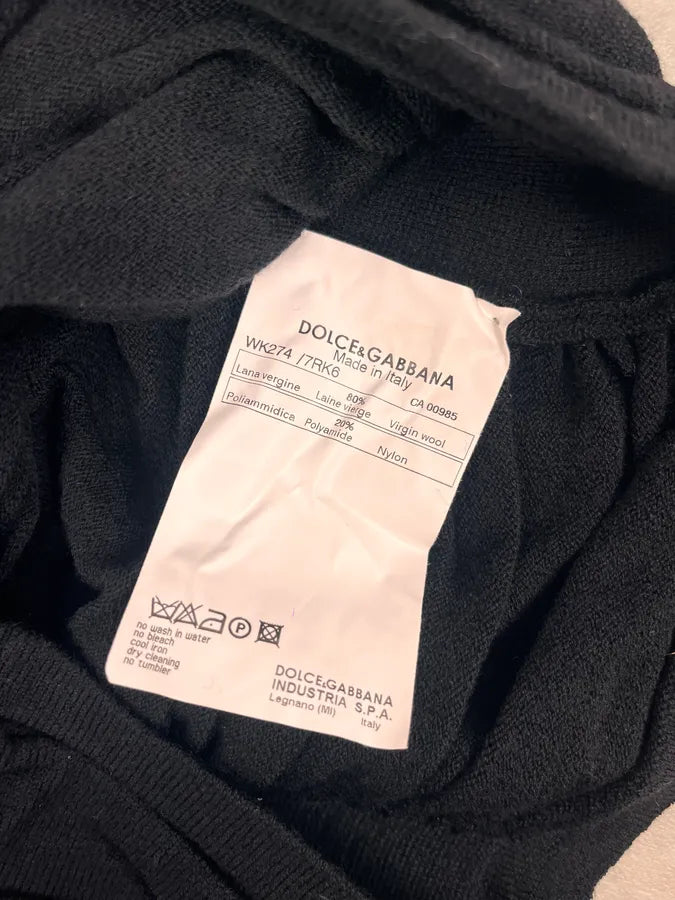 DOLCE&GABBANA
Made in Italy
WK274 /7RK6
CA 00985
80%
Lana vergine Laine vierge Virgin wool
20%
Poliammidica Polyamide Nylon
P
no wash in water
no bleach
cool iron
dry cleaning
no tumbler
DOLCE&GABBANA
INDUSTRIA S.P.A.
Legnano (MI) Italy